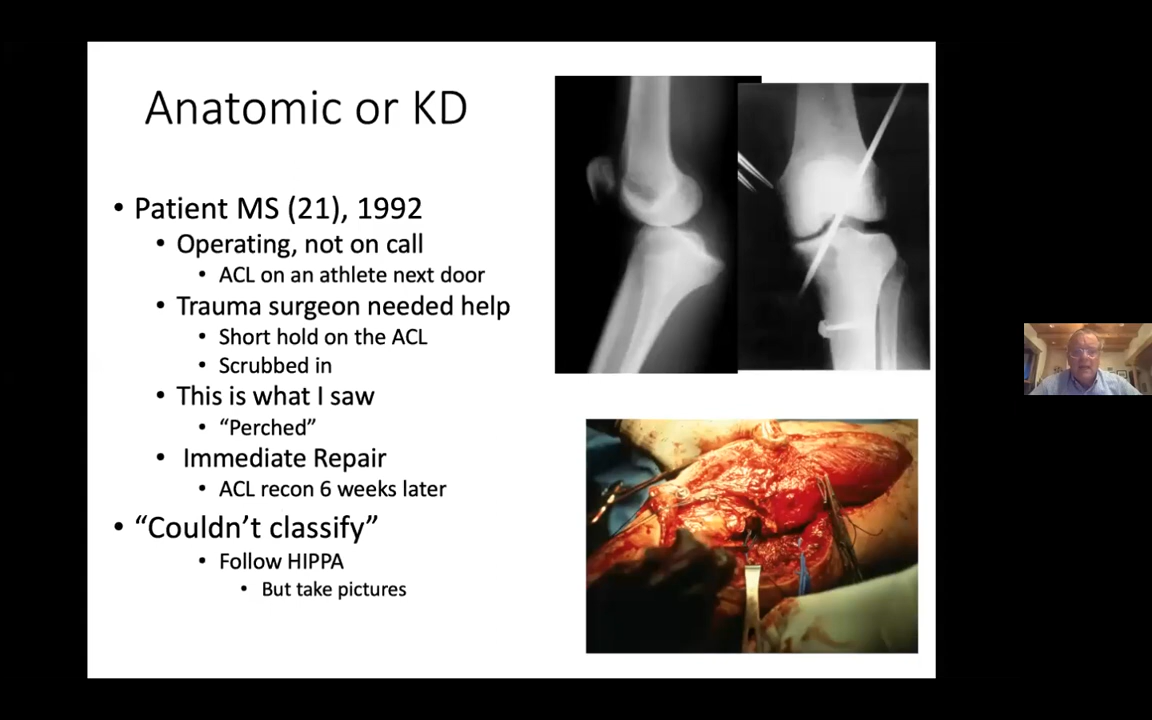 Anatomic or KD
• Patient MS (21), 1992
• Operating, not on call
• ACL on an athlete next door
• Trauma surgeon needed help
• Short hold on the ACL
• Scrubbed in
• This is what I saw
• “Perched”
• Immediate Repair
• ACL recon 6 weeks later
• “Couldn’t classify”
• Follow HIPPA
• But take pictures